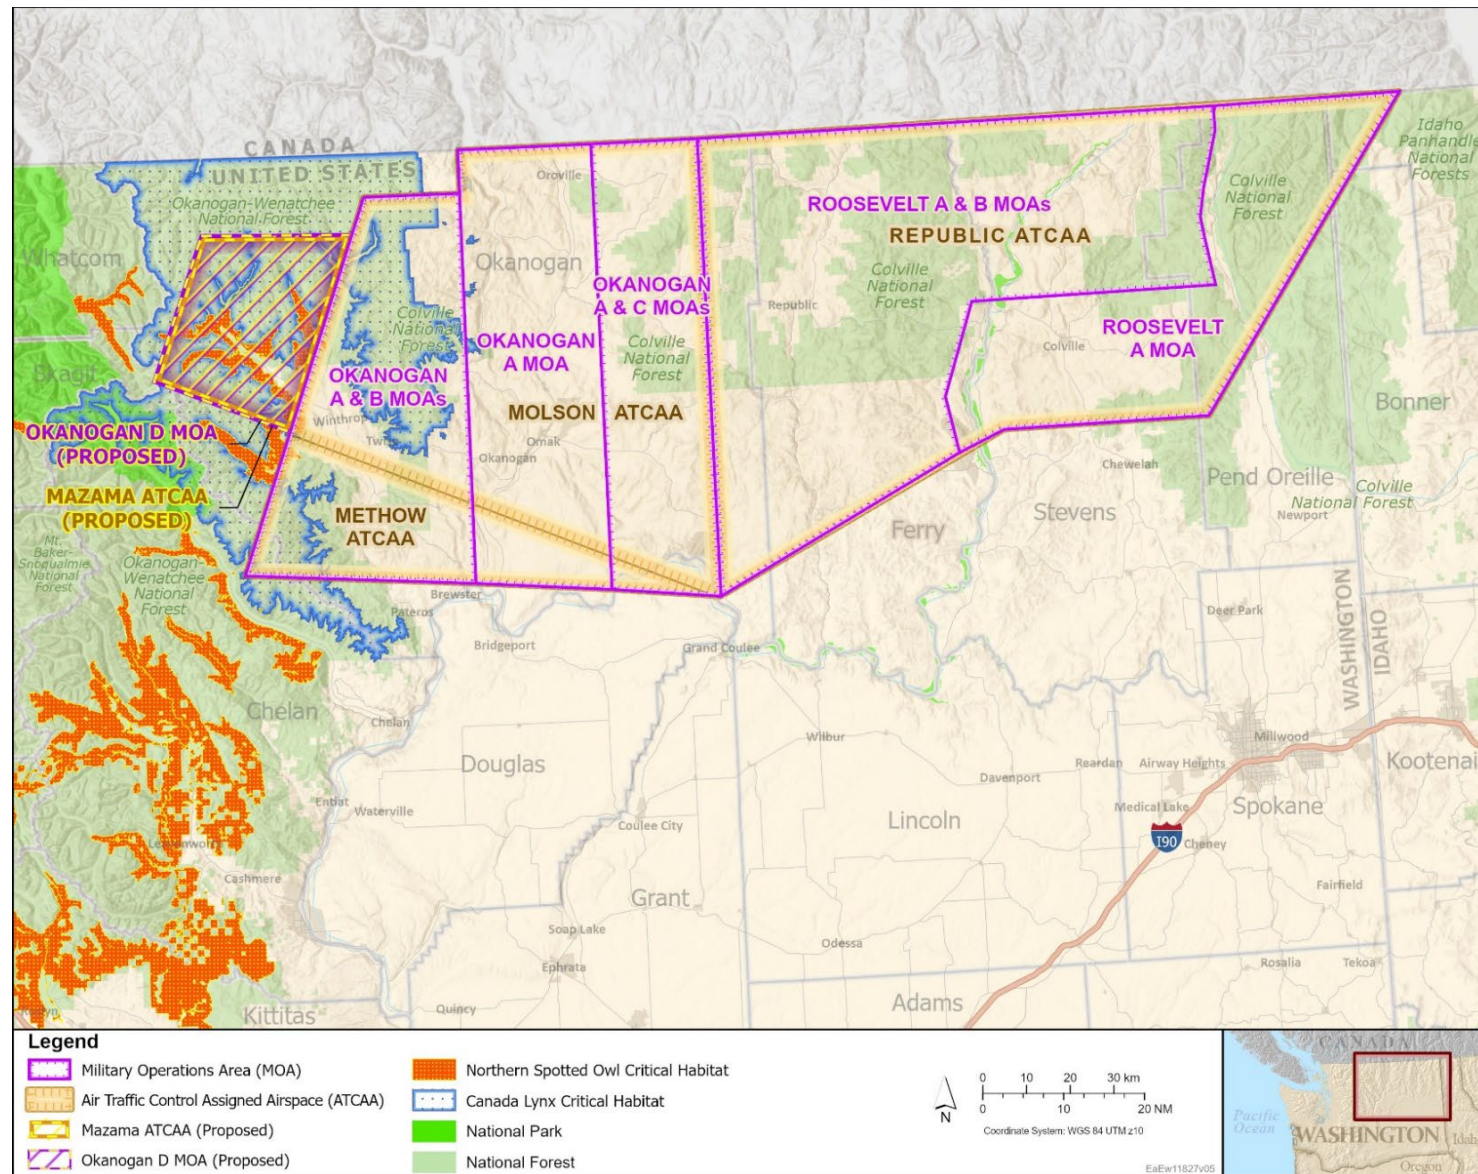 CANADA
UNITED STATES
Okanogan-Wenatchee
National Forest
Oroville
Idaho
Panhandle
National
Forests
Colville
National
Forest
ROOSEVELT A & B MOAs
REPUBLIC ATCAA
Whatcom
Okanogan
Colville
National
Forest
OKANOGAN
A & C MOAs
Republic
Colville
National
Forest
OKANOGAN
A MOA
Colville
National
Forest
ROOSEVELT
A MOA
Colville
Skagit
OKANOGAN
A & B MOAs
Bonner
MOLSON ATCAA
Winthrop
Twisp
Omak
Okanogan
OKANOGAN D MOA
(PROPOSED)
MAZAMA ATCAA
(PROPOSED)
METHOW
ATCAA
Chewelah
Pend Oreille
Colville
National Forest
Newport
Stevens
Ferry
Mt.
Baker-
Snoqualmie
National
Forest
Okanogan-
Wenatchee
National
Forest
Brewster
Pateros
Bridgeport
Grand Coulee
Deer Park
WASHINGTON
IDAHO
Chelan
Chelan
Douglas
Wilbur
Davenport
Reardan
Airway Heights
Millwood
Kootenai
Entiat
Waterville
Coulee City
Lincoln
Medical Lake
Spokane
I90
Cheney
Leavenworth
Cashmere
Grant
Fairfield
Soap Lake
Odessa
Ephrata
Rosalia
Tekoa
Quincy
Adams
Kittitas
Legend
Military Operations Area (MOA)
Air Traffic Control Assigned Airspace (ATCAA)
Mazama ATCAA (Proposed)
Okanogan D MOA (Proposed)
Northern Spotted Owl Critical Habitat
Canada Lynx Critical Habitat
National Park
National Forest
N
0 10 20 30 km
0 10 20 NM
Coordinate System: WGS 84 UTM z10
EaEw11827v05
CANADA
Pacific
Ocean
WASHINGTON
Idaho
Oregon